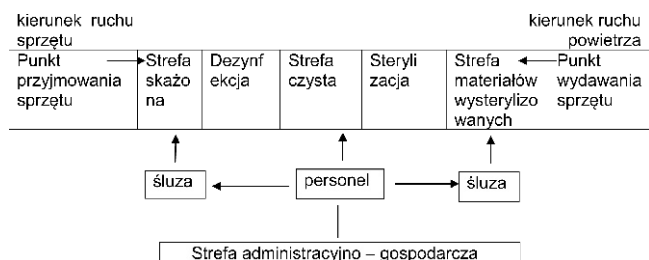 kierunek ruchu
sprzętu
kierunek ruchu
powietrza
Punkt
przyjmowania
sprzętu
Strefa
skażo
na
Dezynf
ekcja
Strefa
czysta
Steryli
zacja
Strefa
materiałów
wysterylizo
wanych
Punkt
wydawania
sprzętu
śluza
personel
śluza
Strefa administracyjno – gospodarcza